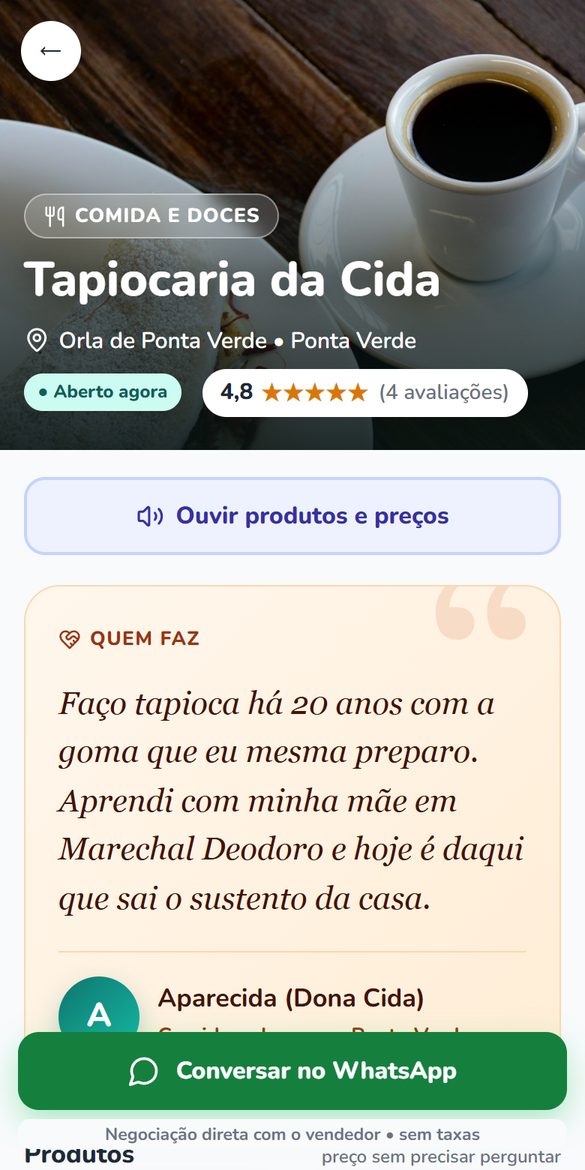 COMIDA E DOCES
Tapiocaria da Cida
Orla de Ponta Verde • Ponta Verde
• Aberto agora
4,8 ★★★★★ (4 avaliações)
Ouvir produtos e preços
QUEM FAZ
Faço tapioca há 20 anos com a
goma que eu mesma preparo.
Aprendi com minha mãe em
Marechal Deodoro e hoje é daqui
que sai o sustento da casa.
A
Aparecida (Dona Cida)
Conversar no WhatsApp
Negociação direta com o vendedor • sem taxas
Produtos
preço sem precisar perguntar